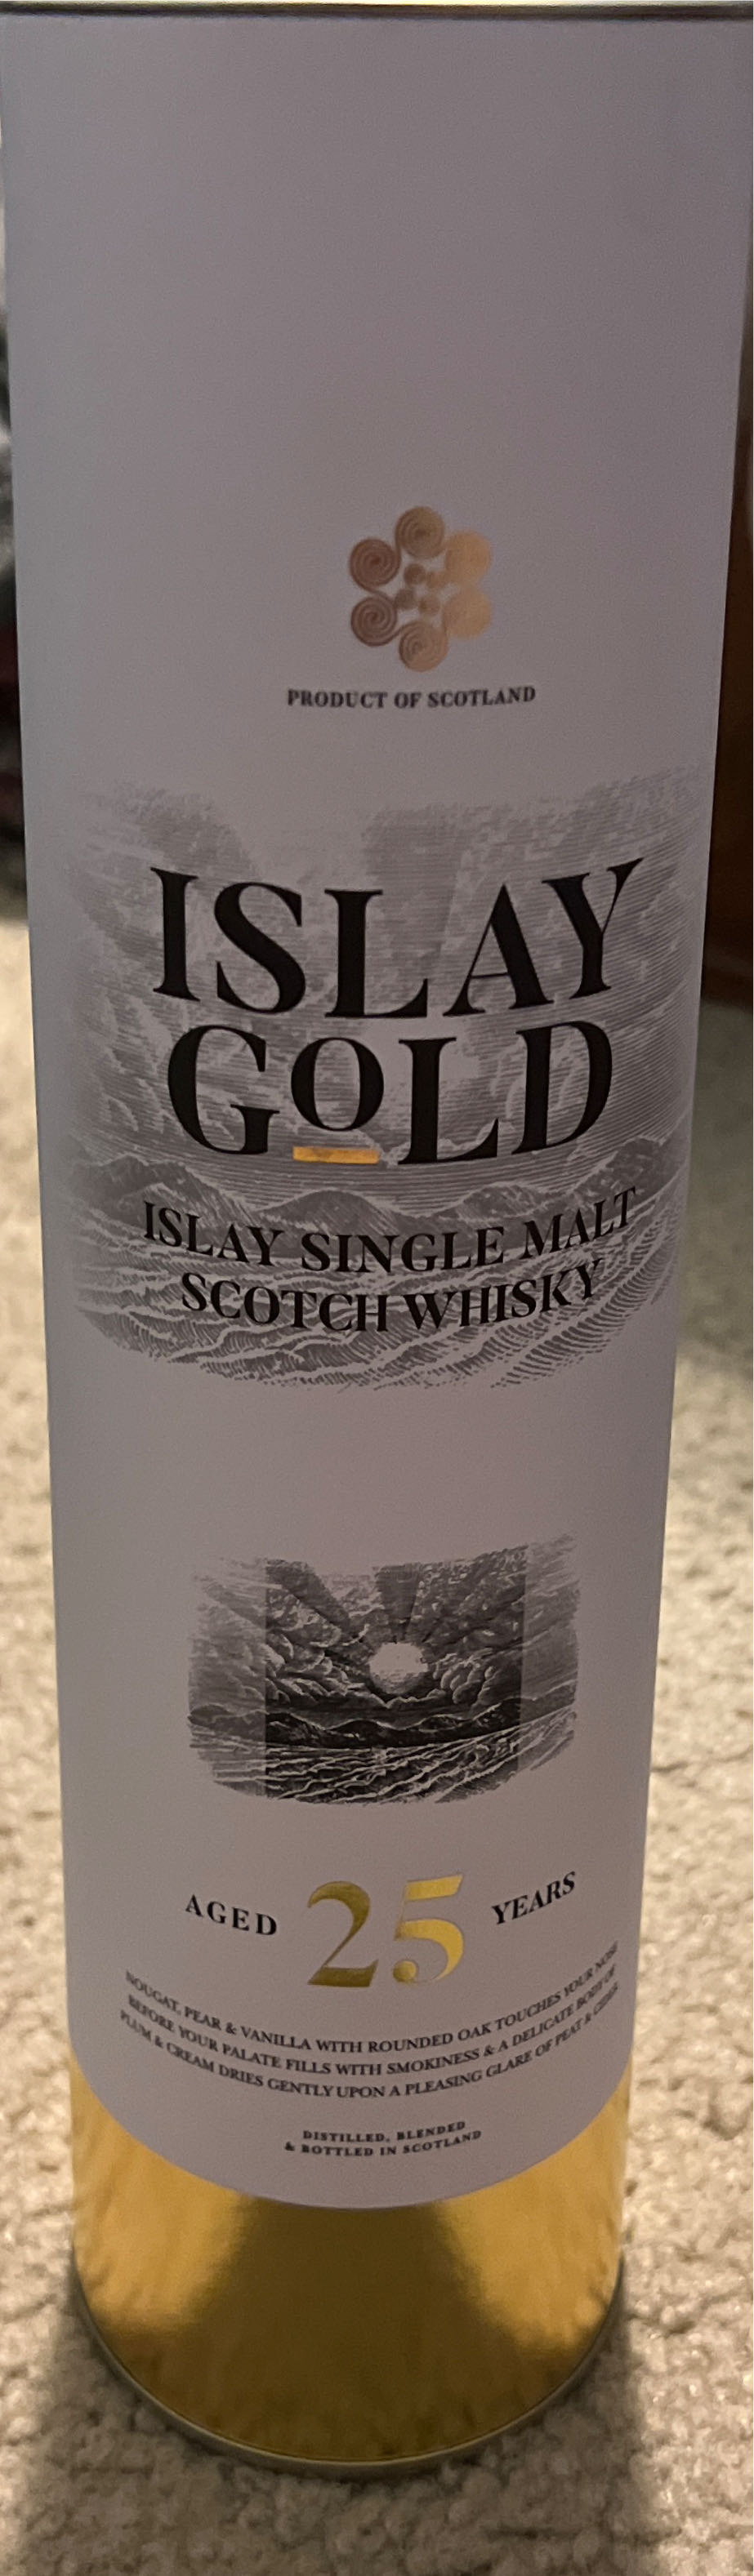 PRODUCT OF SCOTLAND
ISLAY
GOLD
ISLAY SINGLE MALT
SCOTCH WHISKY
AGED 25 YEARS
NOUGAT, PEAR & VANILLA WITH ROUNDED OAK TOUCHES YOUR NOSE
BEFORE YOUR PALATE FILLS WITH SMOKINESS & A DELICATE BODY OF
PLUM & CREAM DRIES GENTLY UPON A PLEASING GLARE OF PEAT & CIDER
DISTILLED, BLENDED
& BOTTLED IN SCOTLAND